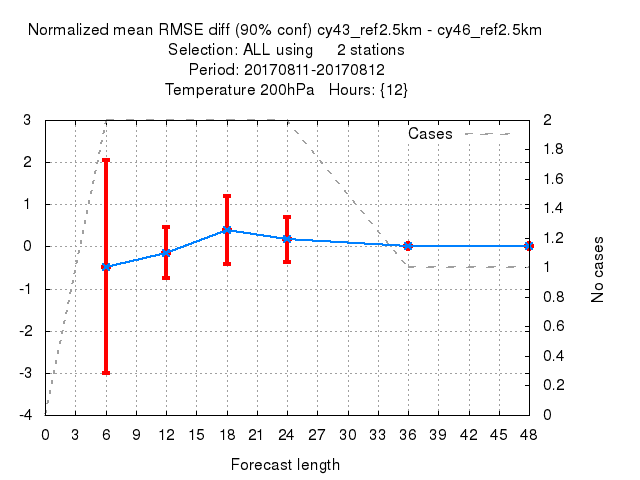 Normalized mean RMSE diff (90% conf) cy43_ref2.5km - cy46_ref2.5km
Selection: ALL using 2 stations
Period: 20170811-20170812
Temperature 200hPa Hours: {12}
Cases
3
2
1
0
-1
-2
-3
-4
2
1.8
1.6
1.4
1.2
1
0.8
0.6
0.4
0.2
0
No cases
0 3 6 9 12 15 18 21 24 27 30 33 36 39 42 45 48
Forecast length